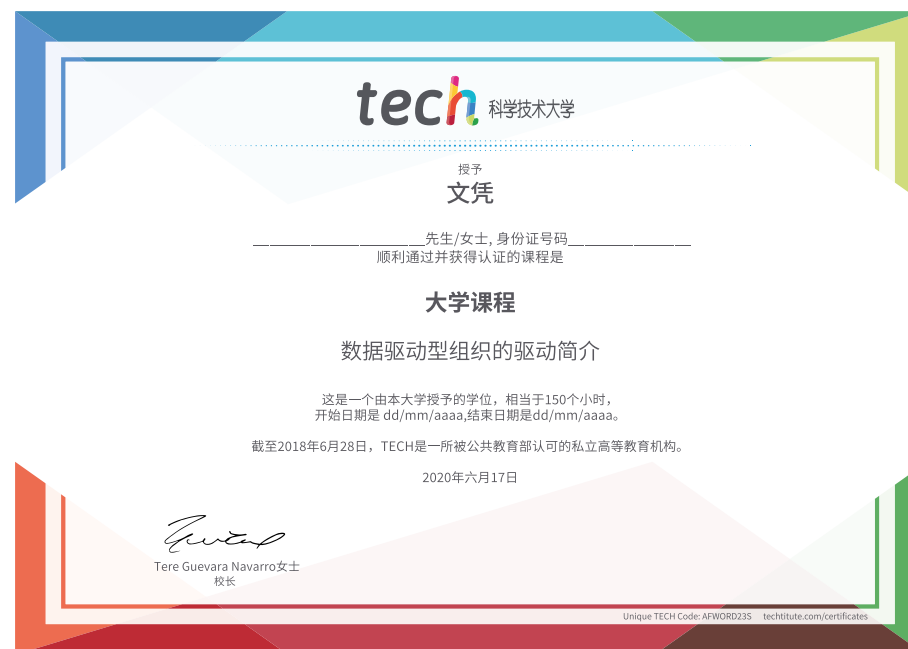 tech 科学技术大学
授予
文凭
先生/女士, 身份证号码
顺利通过并获得认证的课程是
大学课程
数据驱动型组织的驱动简介
这是一个由本大学授予的学位，相当于150个小时，
开始日期是 dd/mm/aaaa,结束日期是dd/mm/aaaa。
截至2018年6月28日，TECH是一所被公共教育部认可的私立高等教育机构。
2020年六月17日
Tere Guevara Navarro女士
校长
Unique TECH Code: AFWORD23S techtitute.com/certificates